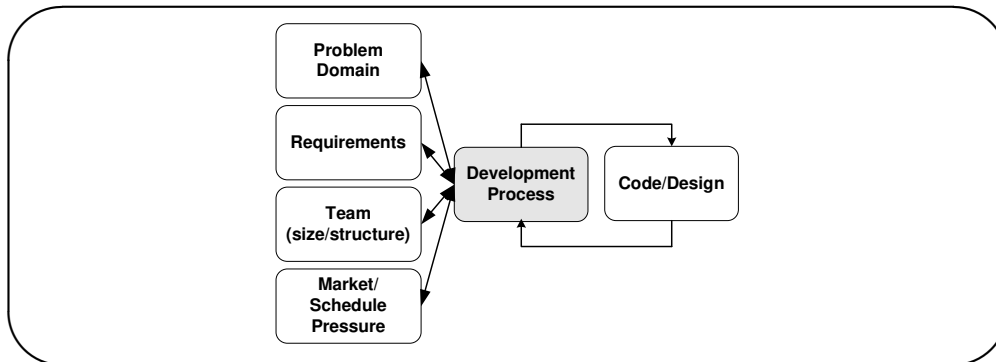 Problem
Domain
Requirements
Team
(size/structure)
Market/
Schedule
Pressure
Development
Process
Code/Design